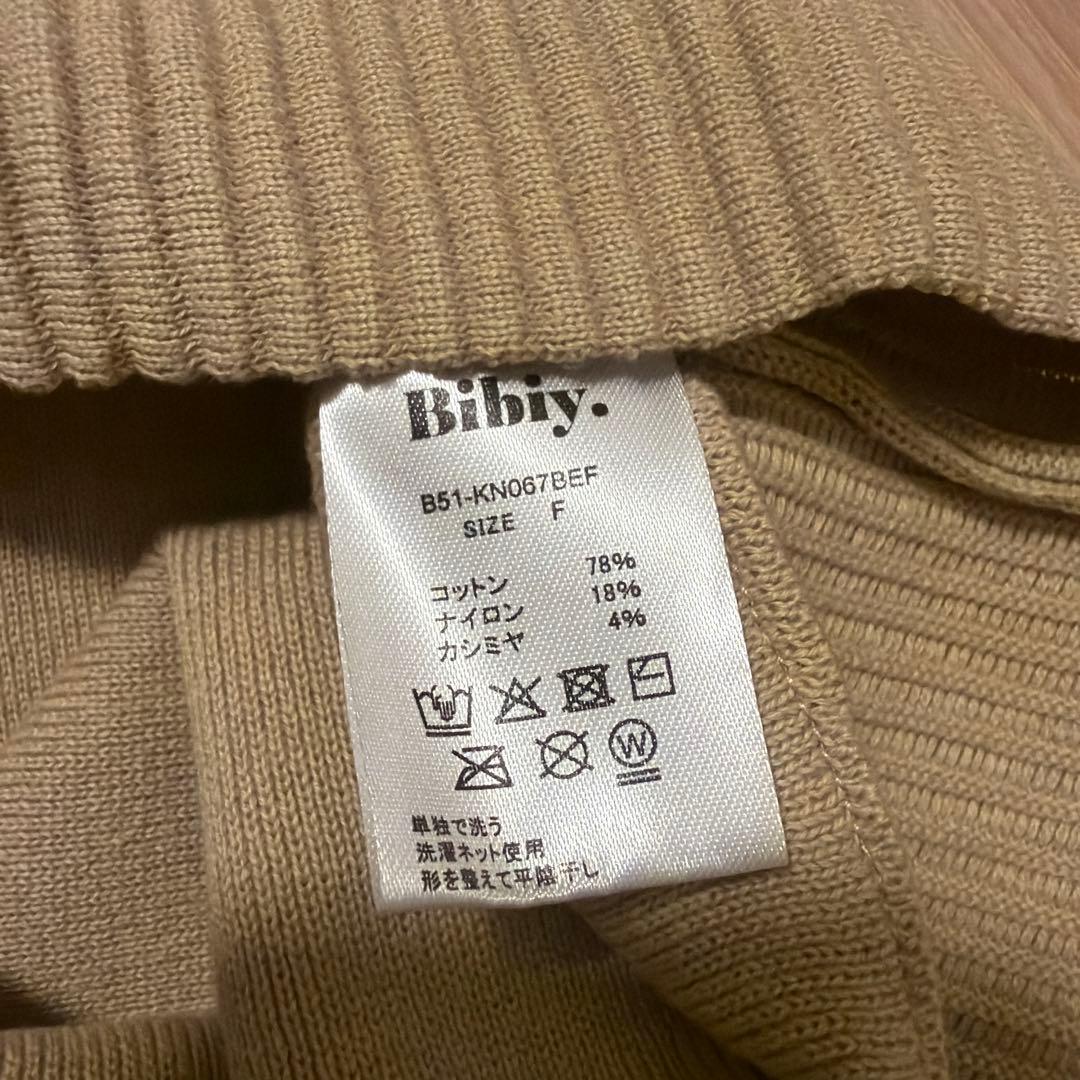 Bibiy.
B51-KN067BEF
SIZE F
コットン 78%
ナイロン 18%
カシミヤ 4%
W
単独で洗う
洗濯ネット使用
形を整えて平陰干し